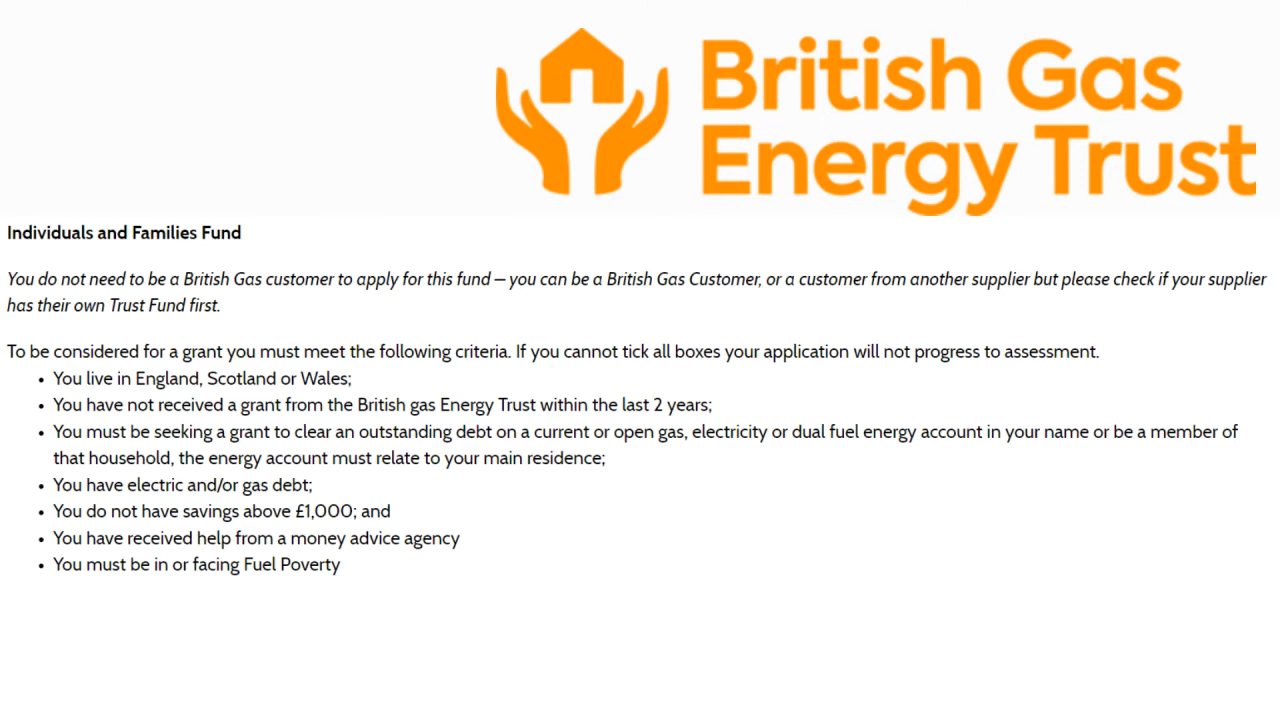 British Gas
Energy Trust
Individuals and Families Fund
You do not need to be a British Gas customer to apply for this fund – you can be a British Gas Customer, or a customer from another supplier but please check if your supplier
has their own Trust Fund first.
To be considered for a grant you must meet the following criteria. If you cannot tick all boxes your application will not progress to assessment.
• You live in England, Scotland or Wales;
• You have not received a grant from the British gas Energy Trust within the last 2 years;
• You must be seeking a grant to clear an outstanding debt on a current or open gas, electricity or dual fuel energy account in your name or be a member of
that household, the energy account must relate to your main residence;
• You have electric and/or gas debt;
• You do not have savings above £1,000; and
• You have received help from a money advice agency
• You must be in or facing Fuel Poverty